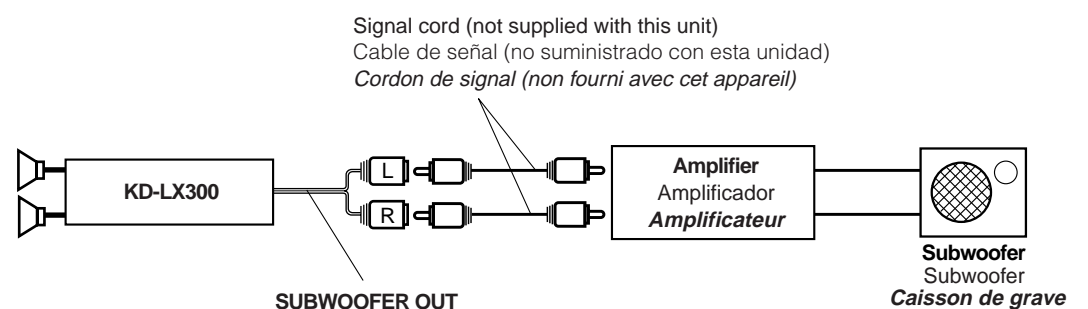 Signal cord (not supplied with this unit)
Cable de señal (no suministrado con esta unidad)
Cordon de signal (non fourni avec cet appareil)
KD-LX300
L
R
SUBWOOFER OUT
Amplifier
Amplificador
Amplificateur
Subwoofer
Subwoofer
Caisson de grave